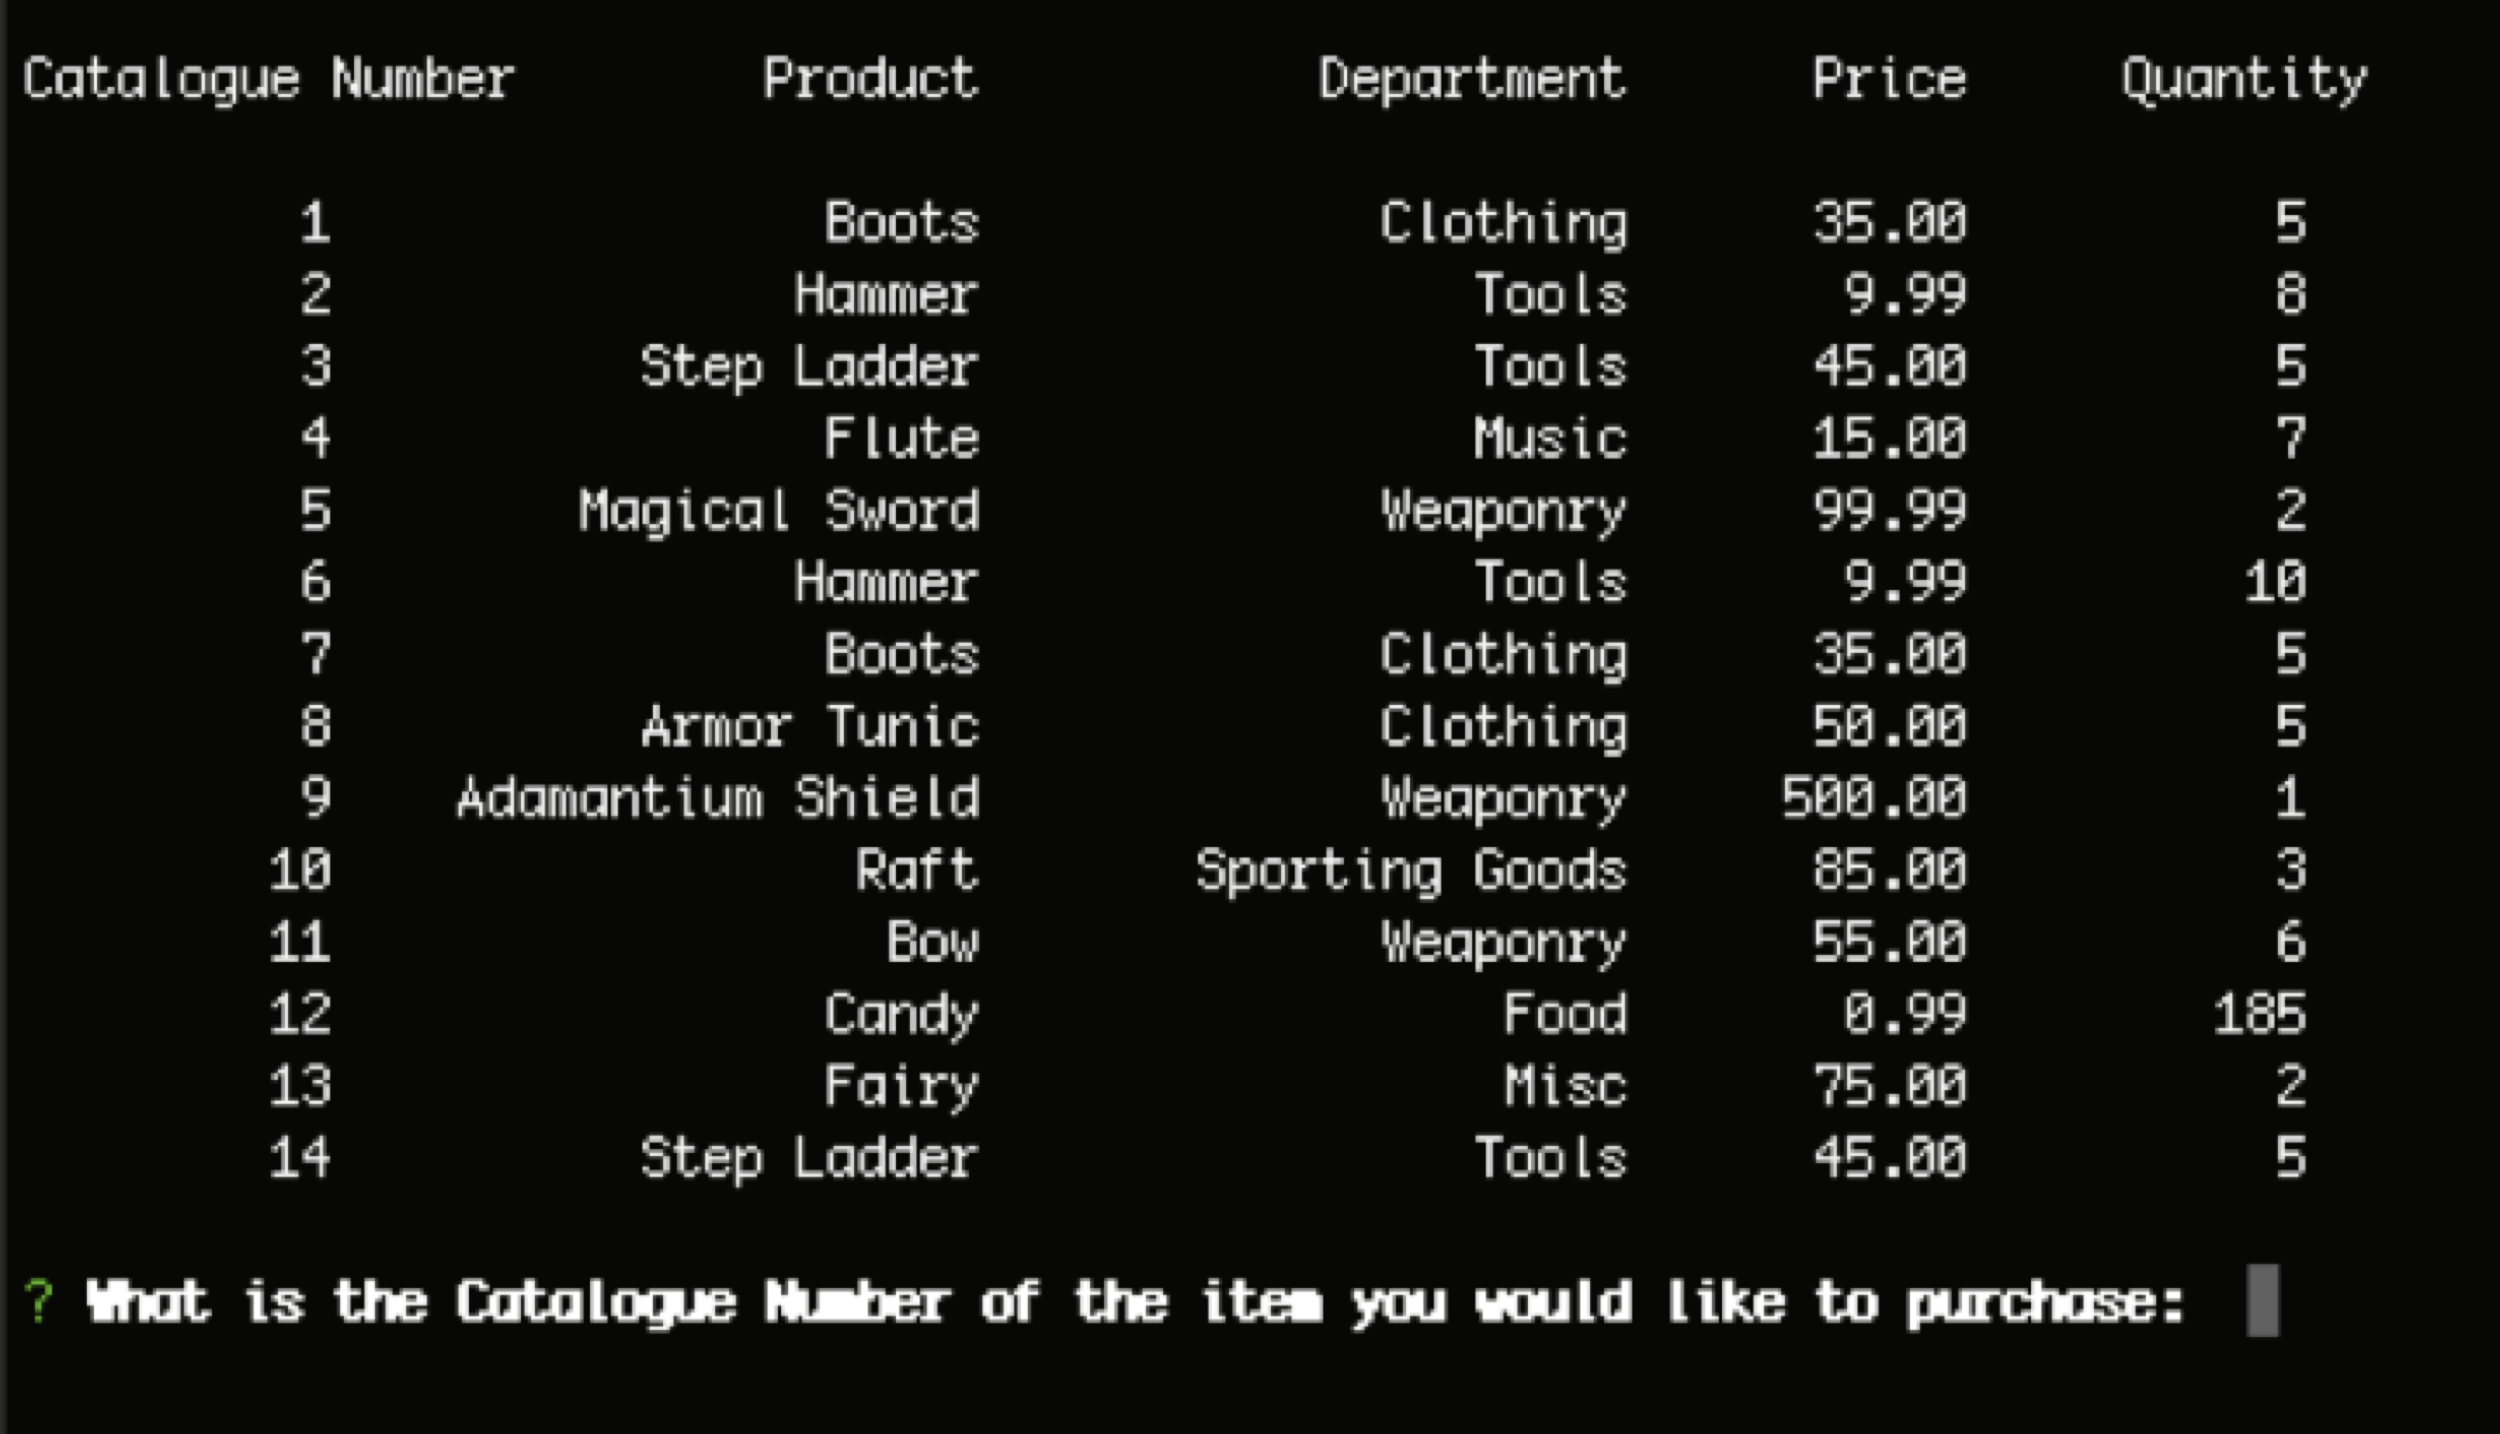 Catalogue Number Product Department Price Quantity
1 Boots Clothing 35.00 5
2 Hammer Tools 9.99 8
3 Step Ladder Tools 45.00 5
4 Flute Music 15.00 7
5 Magical Sword Weaponry 99.99 2
6 Hammer Tools 9.99 10
7 Boots Clothing 35.00 5
8 Armor Tunic Clothing 50.00 5
9 Adamantium Shield Weaponry 500.00 1
10 Raft Sporting Goods 85.00 3
11 Bow Weaponry 55.00 6
12 Candy Food 0.99 185
13 Fairy Misc 75.00 2
14 Step Ladder Tools 45.00 5
? What is the Catalogue Number of the item you would like to purchase: